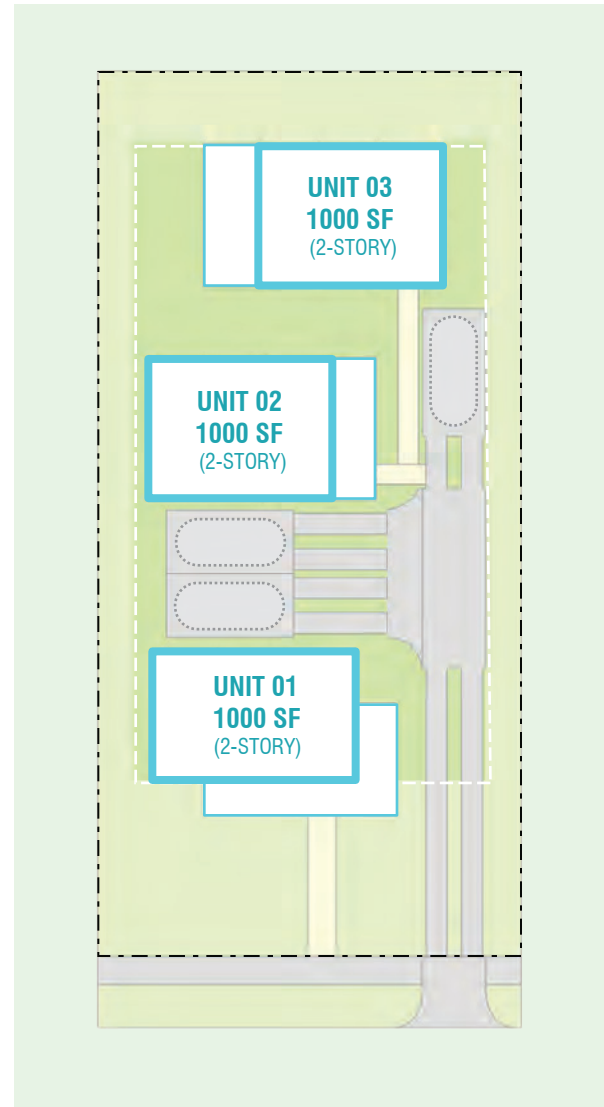 UNIT 03
1000 SF
(2-STORY)
UNIT 02
1000 SF
(2-STORY)
UNIT 01
1000 SF
(2-STORY)